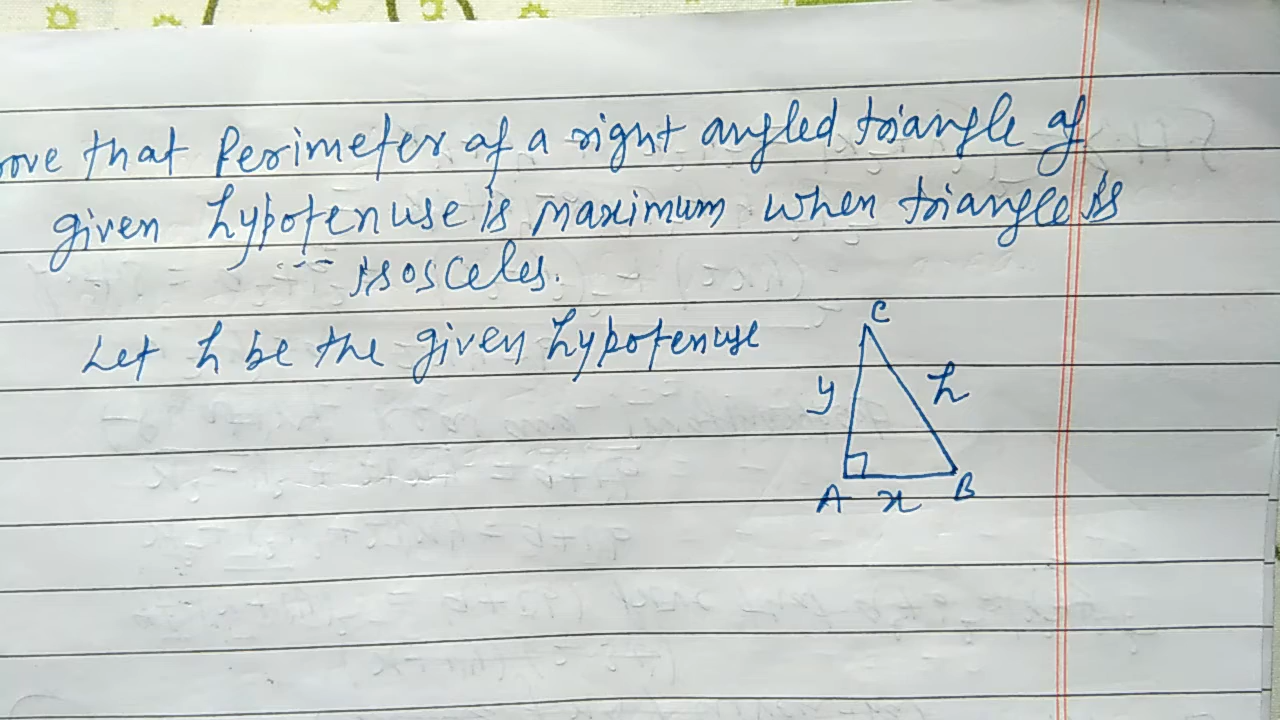 rove that Perimeter of a right angled triangle of
given hypotenuse is maximum when triangle is
isosceles.
Let h be the given hypotenuse
C
y h
A x B